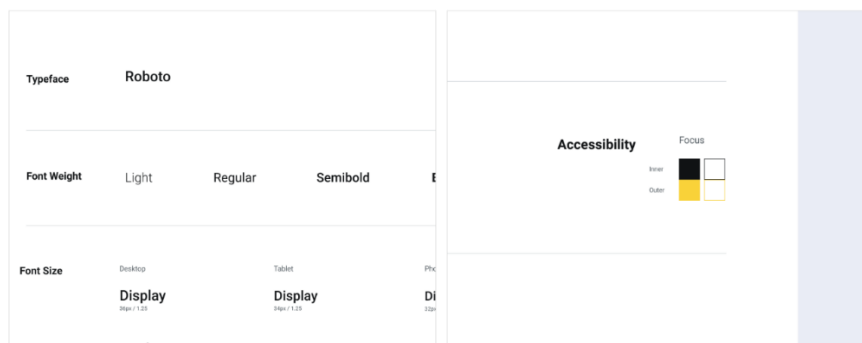 Typeface Roboto
Font Weight Light Regular Semibold
Font Size Desktop Tablet
Display Display
36px / 1.25 34px / 1.25
Accessibility Focus
Inner
Outer